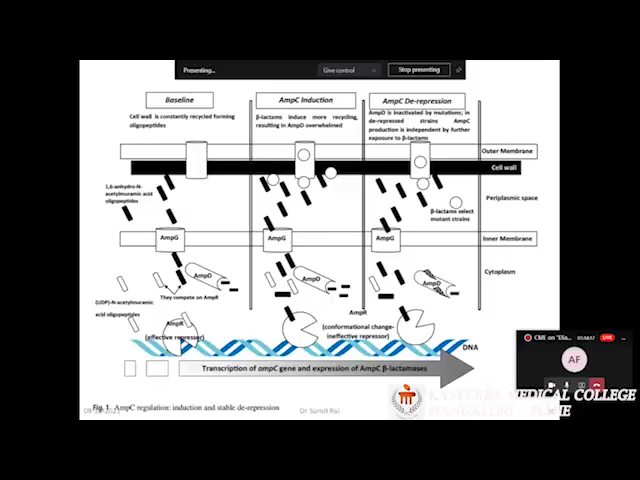 Presenting...
Give control
Stop presenting
Baseline
Cell wall is constantly recycled forming
oligopeptides
AmpC Induction
β-lactams induce more recycling,
resulting in AmpD overwhelmed
AmpC De-repression
AmpD is inactivated by mutations; in
de-repressed strains AmpC
production is independent by further
exposure to β-lactams
Outer Membrane
Cell wall
1,6-anhydro-N-
acetylmuramic acid
oligopeptides
Periplasmic space
β-lactams select
mutant strains
AmpG
AmpG
AmpG
Inner Membrane
AmpD
AmpD
AmpD
Cytoplasm
They compete on AmpR
(UDP)-N-acetylmuramic
acid oligopeptides
AmpR
(effective repressor)
AmpR
(conformational change-
ineffective repressor)
DNA
Transcription of ampC gene and expression of AmpC β-lactamases
Fig. 1. AmpC regulation: induction and stable de-repression
Dr Sumit Rai
CME on "Dia...
LIVE
AF
MEDICAL COLLEGE